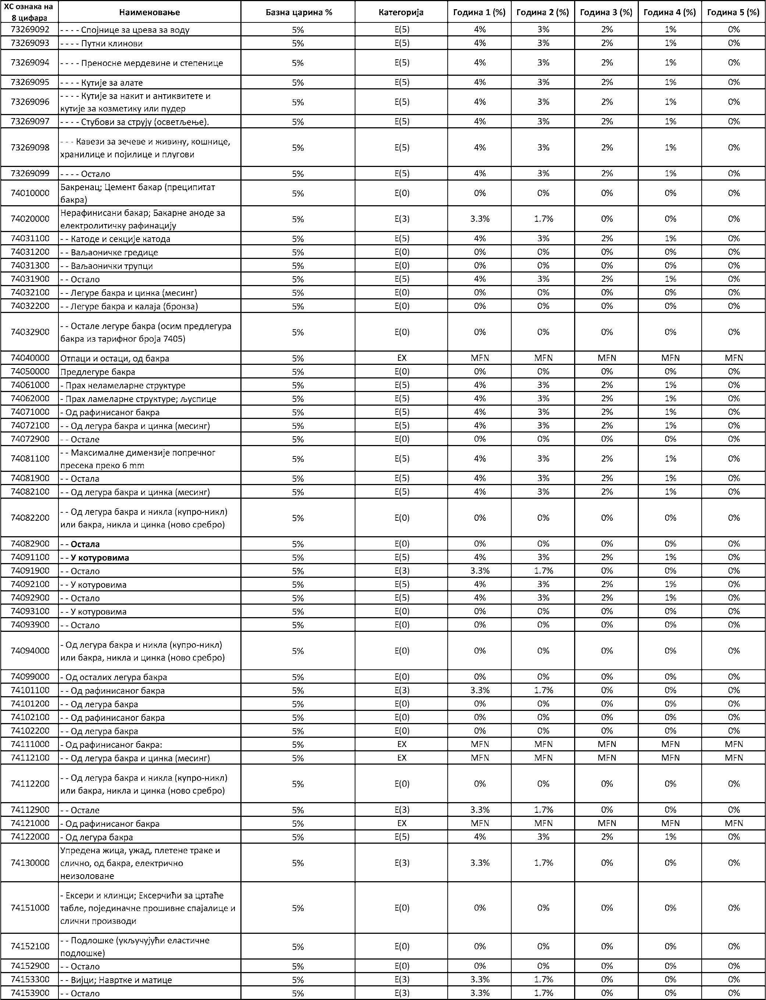 ХС ознака на 8 цифара Наименовање Базна царина % Категорија Година 1 (%) Година 2 (%) Година 3 (%) Година 4 (%) Година 5 (%)
73269092 - - - - Спојнице за црева за воду 5% E(5) 4% 3% 2% 1% 0%
73269093 - - - - Путни клинови 5% E(5) 4% 3% 2% 1% 0%
73269094 - - - - Преносне мердевине и степенице 5% E(5) 4% 3% 2% 1% 0%
73269095 - - - - Кутије за алате 5% E(5) 4% 3% 2% 1% 0%
73269096 - - - - Кутије за накит и антиквитете и
кутије за козметику или пудер 5% E(5) 4% 3% 2% 1% 0%
73269097 - - - - Стубови за струју (осветљење). 5% E(5) 4% 3% 2% 1% 0%
73269098 - - - Кавези за зечеве и живину, кошнице,
хранилице и појилице и плугови 5% E(5) 4% 3% 2% 1% 0%
73269099 - - - - Остало 5% E(5) 4% 3% 2% 1% 0%
74010000 Бакренац; Цемент бакар (преципитат
бакра) 5% E(0) 0% 0% 0% 0% 0%
74020000 Нерафинисани бакар; Бакарне аноде за
електролитичку рафинацију 5% E(3) 3.3% 1.7% 0% 0% 0%
74031100 - - Катоде и секције катода 5% E(5) 4% 3% 2% 1% 0%
74031200 - - Ваљаоничке гредице 5% E(0) 0% 0% 0% 0% 0%
74031300 - - Ваљаонички трупци 5% E(0) 0% 0% 0% 0% 0%
74031900 - - Остало 5% E(5) 4% 3% 2% 1% 0%
74032100 - - Легуре бакра и цинка (месинг) 5% E(0) 0% 0% 0% 0% 0%
74032200 - - Легуре бакра и калаја (бронза) 5% E(0) 0% 0% 0% 0% 0%
74032900 - - Остале легуре бакра (осим предлегура
бакра из тарифног броја 7405) 5% E(0) 0% 0% 0% 0% 0%
74040000 Отпаци и остаци, од бакра 5% EX MFN MFN MFN MFN MFN
74050000 Предлегуре бакра 5% E(0) 0% 0% 0% 0% 0%
74061000 - Прах неламеларне структуре 5% E(5) 4% 3% 2% 1% 0%
74062000 - Прах ламеларне структуре; љуспице 5% E(5) 4% 3% 2% 1% 0%
74071000 - Од рафинисаног бакра 5% E(5) 4% 3% 2% 1% 0%
74072100 - - Од легура бакра и цинка (месинг) 5% E(5) 4% 3% 2% 1% 0%
74072900 - - Остале 5% E(0) 0% 0% 0% 0% 0%
74081100 - - Максималне димензије попречног
пресека преко 6 mm 5% E(5) 4% 3% 2% 1% 0%
74081900 - - Остала 5% E(5) 4% 3% 2% 1% 0%
74082100 - - Од легура бакра и цинка (месинг) 5% E(5) 4% 3% 2% 1% 0%
74082200 - - Од легура бакра и никла (купро-никл)
или бакра, никла и цинка (ново сребро) 5% E(0) 0% 0% 0% 0% 0%
74082900 - - Остала 5% E(0) 0% 0% 0% 0% 0%
74091100 - - У котуровима 5% E(5) 4% 3% 2% 1% 0%
74091900 - - Остало 5% E(3) 3.3% 1.7% 0% 0% 0%
74092100 - - У котуровима 5% E(5) 4% 3% 2% 1% 0%
74092900 - - Остало 5% E(5) 4% 3% 2% 1% 0%
74093100 - - У котуровима 5% E(0) 0% 0% 0% 0% 0%
74093900 - - Остало 5% E(0) 0% 0% 0% 0% 0%
74094000 - Од легура бакра и никла (купро-никл)
или бакра, никла и цинка (ново сребро) 5% E(0) 0% 0% 0% 0% 0%
74099000 - Од осталих легура бакра 5% E(0) 0% 0% 0% 0% 0%
74101100 - - Од рафинисаног бакра 5% E(3) 3.3% 1.7% 0% 0% 0%
74101200 - - Од легура бакра 5% E(0) 0% 0% 0% 0% 0%
74102100 - - Од рафинисаног бакра 5% E(0) 0% 0% 0% 0% 0%
74102200 - - Од легура бакра 5% E(0) 0% 0% 0% 0% 0%
74111000 - Од рафинисаног бакра: 5% EX MFN MFN MFN MFN MFN
74112100 - - Од легура бакра и цинка (месинг) 5% EX MFN MFN MFN MFN MFN
74112200 - - Од легура бакра и никла (купро-никл)
или бакра, никла и цинка (ново сребро) 5% E(0) 0% 0% 0% 0% 0%
74112900 - - Остале 5% E(3) 3.3% 1.7% 0% 0% 0%
74121000 - Од рафинисаног бакра 5% EX MFN MFN MFN MFN MFN
74122000 - Од легура бакра 5% E(5) 4% 3% 2% 1% 0%
74130000 Упредена жица, ужад, плетене траке и
слично, од бакра, електрично
неизоловане 5% E(3) 3.3% 1.7% 0% 0% 0%
74151000 - Ексери и клинци; Ексерчићи за цртаће
табле, појединачне прошивне спајалице и
слични производи 5% E(0) 0% 0% 0% 0% 0%
74152100 - - Подлошке (укључујући еластичне
подлошке) 5% E(0) 0% 0% 0% 0% 0%
74152900 - - Остало 5% E(0) 0% 0% 0% 0% 0%
74153300 - - Вијци; Навртке и матице 5% E(3) 3.3% 1.7% 0% 0% 0%
74153900 - - Остало 5% E(3) 3.3% 1.7% 0% 0% 0%